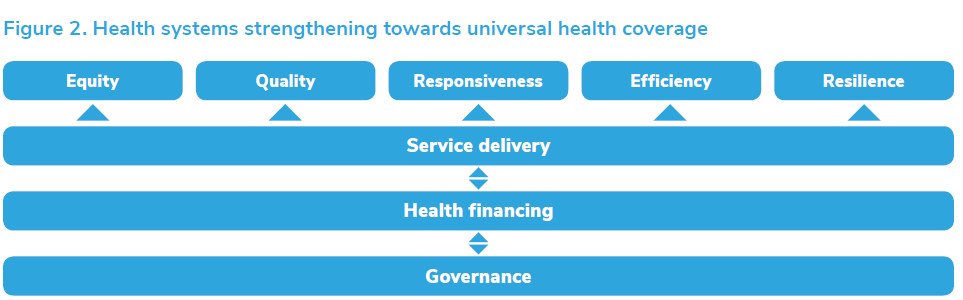 Figure 2. Health systems strengthening towards universal health coverage
Equity
Quality
Responsiveness
Efficiency
Resilience
Service delivery
Health financing
Governance